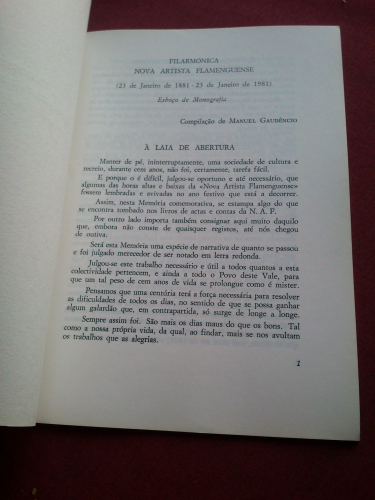 FILARMÓNICA
NOVA ARTISTA FLAMENGUENSE
(23 de Janeiro de 1881 - 23 de Janeiro de 1981)
Esboço de Monografia
Compilação de MANUEL GAUDÊNCIO
À LAIA DE ABERTURA
Manter de pé, ininterruptamente, uma sociedade de cultura e
recreio, durante cem anos, não foi, certamente, tarefa fácil.
E porque o é difícil, julgou-se oportuno e até necessário, que
algumas das horas altas e baixas da «Nova Artista Flamenguense»
fossem lembradas e avivadas no ano festivo que está a decorrer.
Assim, nesta Memória comemorativa, se estampa algo do que
se encontra tombado nos livros de actas e contas da N. A. F.
Por outro lado importa também consignar aqui muito daquilo
que, embora não conste de quaisquer registos, até nós chegou
de outiva.
Será esta Memória uma espécie de narrativa de quanto se passou
e foi julgado merecedor de ser notado em letra redonda.
Julgou-se este trabalho necessário e útil a todos quantos a esta
colectividade pertencem, e ainda a todo o Povo deste Vale, para
que um tal peso de cem anos de vida se prolongue como é mister.
Pensamos que uma centúria terá a força necessária para resolver
as dificuldades de todos os dias, no sentido de que se possa ganhar
algum galardão que, em contrapartida, só surge de longe a longe.
Sempre assim foi. São mais os dias maus do que os bons. Tal
como a nossa própria vida, da qual, ao findar, mais se nos avultam
os trabalhos que as alegrias.
1